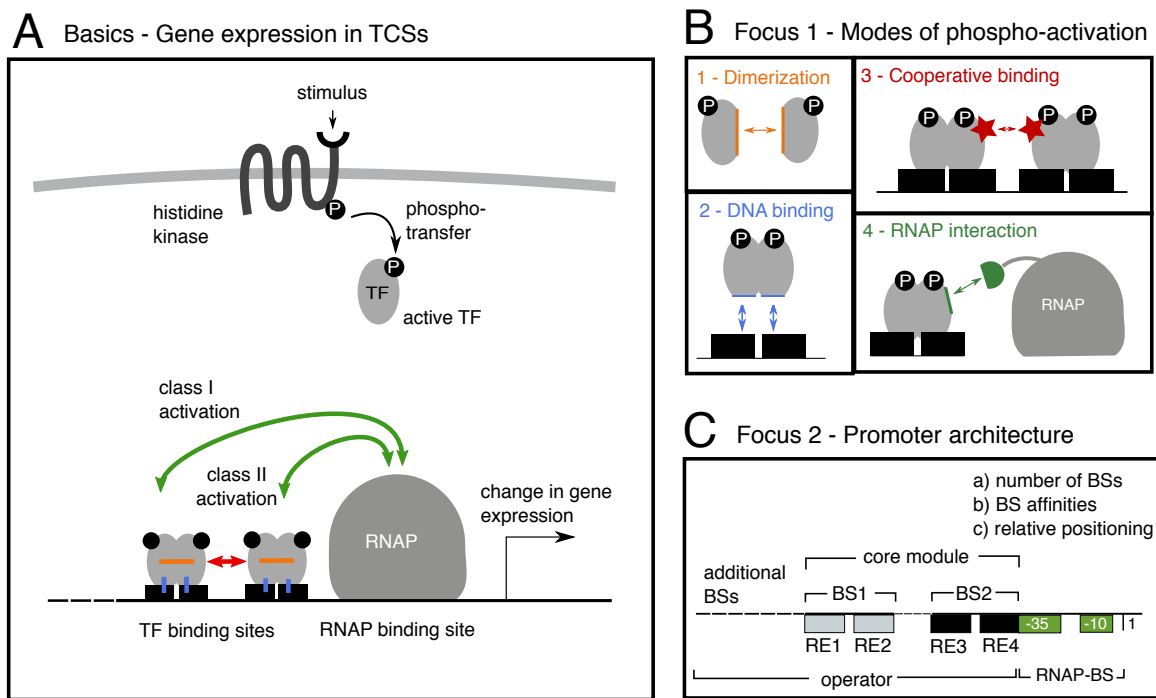 A Basics - Gene expression in TCSs
stimulus
histidine
kinase
P
phospho-
transfer
P
TF
active TF
class I
activation
class II
activation
change in gene
expression
RNAP
TF binding sites
RNAP binding site
B Focus 1 - Modes of phospho-activation
1 - Dimerization
P
P
2 - DNA binding
P P
3 - Cooperative binding
P P P P
4 - RNAP interaction
P P
RNAP
C Focus 2 - Promoter architecture
a) number of BSs
b) BS affinities
c) relative positioning
core module
additional
BSs
BS1
BS2
-35
-10
1
RE1
RE2
RE3
RE4
operator
RNAP-BS